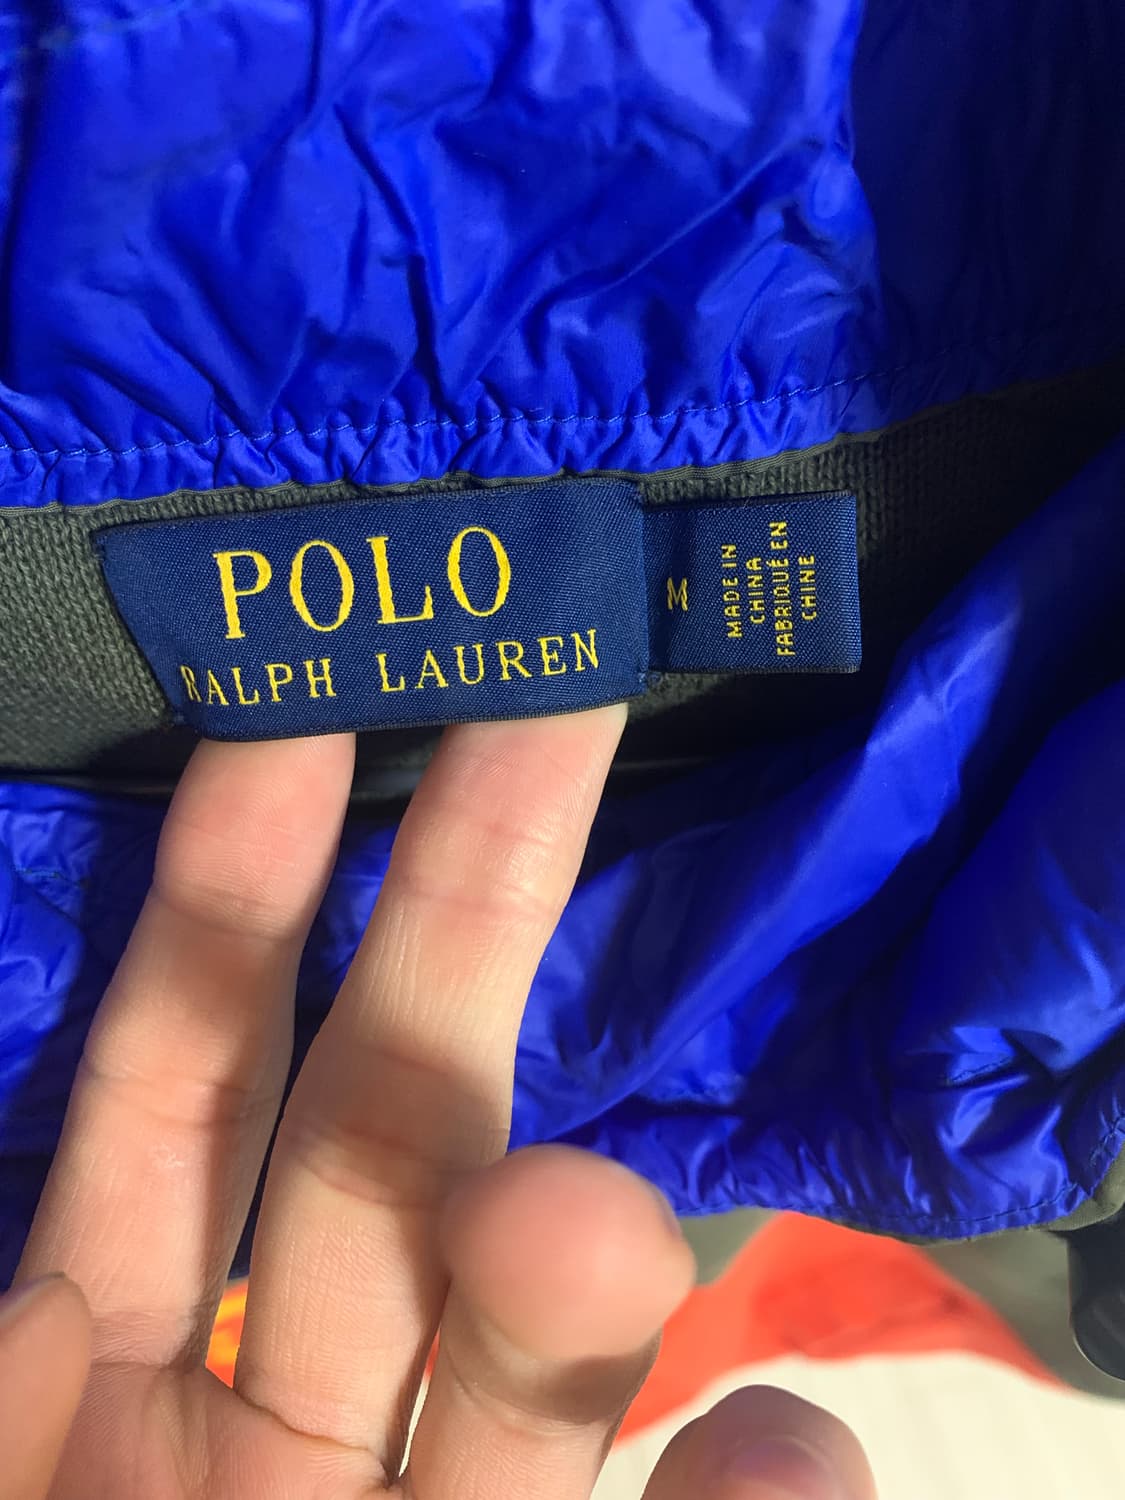 POLO
RALPH LAUREN
M
MADE IN
CHINA
FABRIQUÉ EN
CHINE